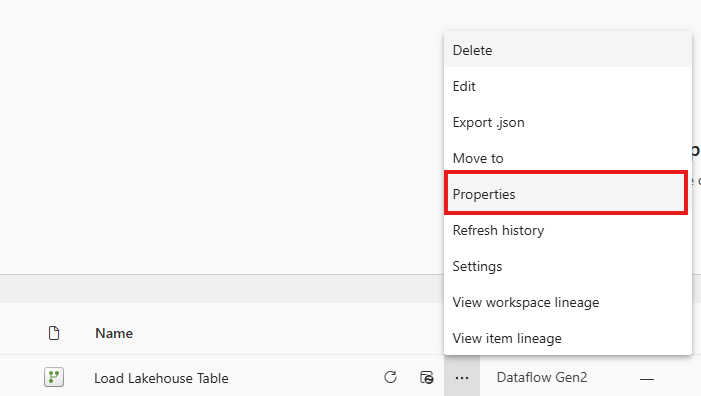 Delete
Edit
Export .json
Move to
Properties
Refresh history
Settings
View workspace lineage
View item lineage
Name
Load Lakehouse Table
Dataflow Gen2
—